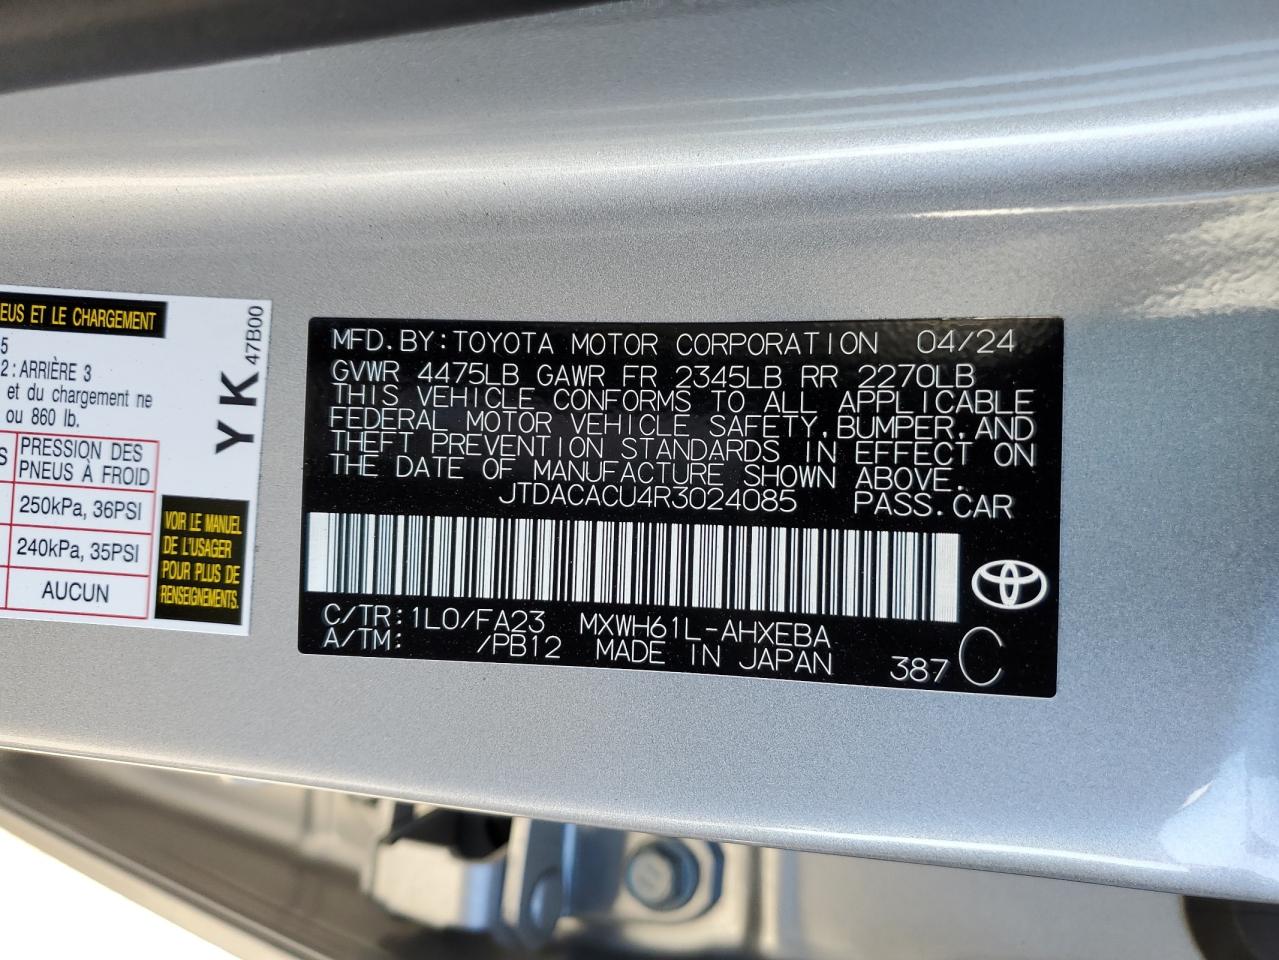 EUS ET LE CHARGEMENT
5
2: ARRIÈRE 3
et du chargement ne
ou 860 lb.
S PRESSION DES
PNEUS À FROID
250kPa, 36PSI
240kPa, 35PSI
AUCUN
YK 47B00
VOIR LE MANUEL
DE L'USAGER
POUR PLUS DE
RENSEIGNEMENTS.
MFD. BY: TOYOTA MOTOR CORPORATION 04/24
GVWR 4475LB GAWR FR 2345LB RR 2270LB
THIS VEHICLE CONFORMS TO ALL APPLICABLE
FEDERAL MOTOR VEHICLE SAFETY, BUMPER, AND
THEFT PREVENTION STANDARDS IN EFFECT ON
THE DATE OF MANUFACTURE SHOWN ABOVE.
JTDACACU4R3024085 PASS. CAR
C/TR: 1L0/FA23 MXWH61L-AHXEBA
A/TM: /PB12 MADE IN JAPAN 387 C